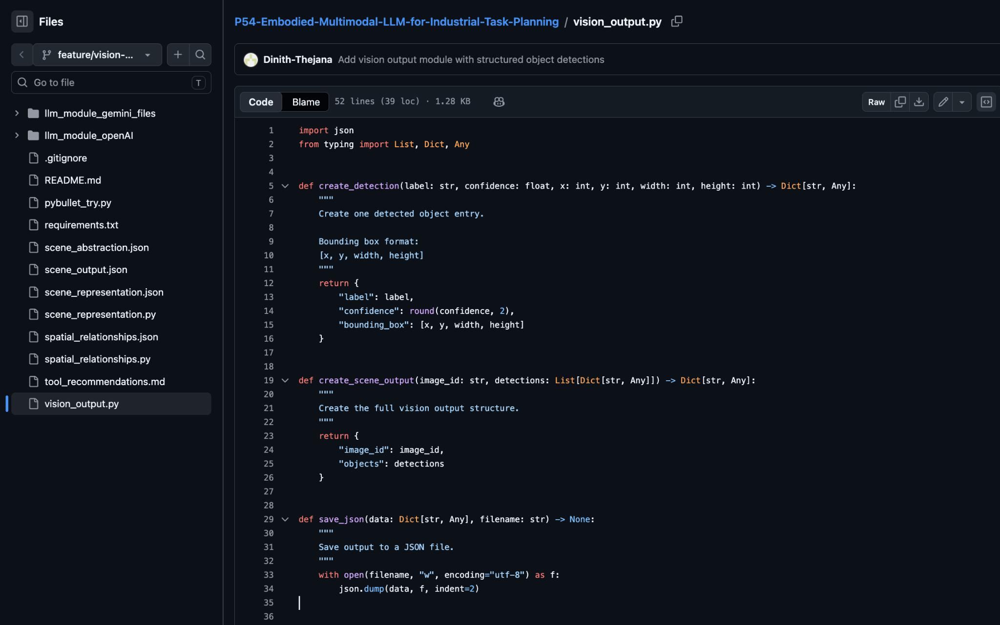 Files
feature/vision-...
Go to file
T
llm_module_gemini_files
llm_module_openAI
.gitignore
README.md
pybullet_try.py
requirements.txt
scene_abstraction.json
scene_output.json
scene_representation.json
scene_representation.py
spatial_relationships.json
spatial_relationships.py
tool_recommendations.md
vision_output.py
P54-Embodied-Multimodal-LLM-for-Industrial-Task-Planning / vision_output.py
Dinith-Thejana Add vision output module with structured object detections
Code Blame 52 lines (39 loc) · 1.28 KB Raw
1 import json
2 from typing import List, Dict, Any
3
4
5 def create_detection(label: str, confidence: float, x: int, y: int, width: int, height: int) -> Dict[str, Any]:
6     """
7     Create one detected object entry.
8
9     Bounding box format:
10     [x, y, width, height]
11     """
12     return {
13         "label": label,
14         "confidence": round(confidence, 2),
15         "bounding_box": [x, y, width, height]
16     }
17
18
19 def create_scene_output(image_id: str, detections: List[Dict[str, Any]]) -> Dict[str, Any]:
20     """
21     Create the full vision output structure.
22     """
23     return {
24         "image_id": image_id,
25         "objects": detections
26     }
27
28
29 def save_json(data: Dict[str, Any], filename: str) -> None:
30     """
31     Save output to a JSON file.
32     """
33     with open(filename, "w", encoding="utf-8") as f:
34         json.dump(data, f, indent=2)
35
36